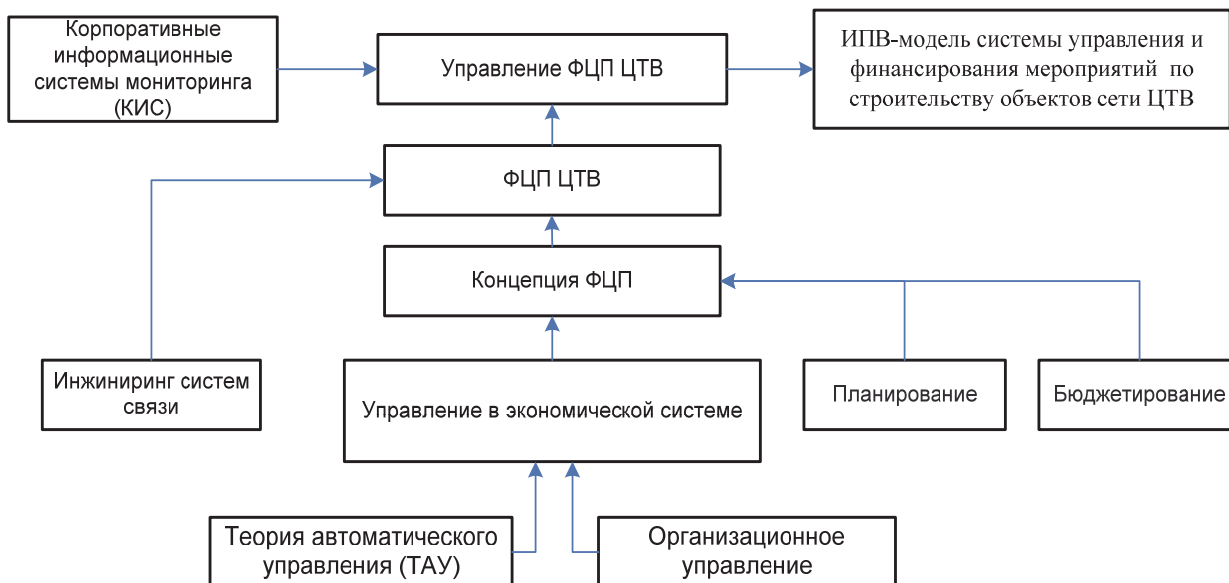 Корпоративные
информационные
системы мониторинга
(КИС)
Управление ФЦП ЦТВ
ИПВ-модель системы управления и
финансирования мероприятий по
строительству объектов сети ЦТВ
ФЦП ЦТВ
Концепция ФЦП
Инжиниринг систем
связи
Управление в экономической системе
Планирование
Бюджетирование
Теория автоматического
управления (ТАУ)
Организационное
управление